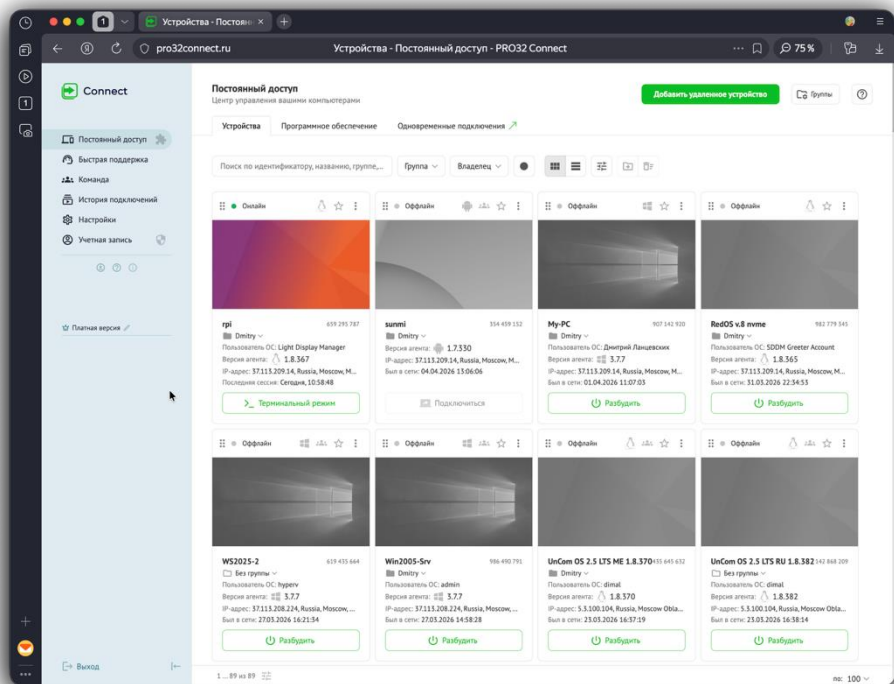 1
Устройства - Постоянн
pro32connect.ru
Устройства - Постоянный доступ - PRO32 Connect
75%
1
Connect
Постоянный доступ
Быстрая поддержка
Команда
История подключений
Настройки
Учетная запись
Платная версия
Выход
Постоянный доступ
Центр управления вашими компьютерами
Добавить удаленное устройство
Группы
Устройства
Программное обеспечение
Одновременные подключения
Поиск по идентификатору, названию, группе,...
Группа
Владелец
Онлайн
rpi 659 295 787
Dmitry
Пользователь ОС: Light Display Manager
Версия агента: 1.8.367
IP-адрес: 37.113.209.14, Russia, Moscow, M...
Последняя сессия: Сегодня, 10:58:48
Терминальный режим
Оффлайн
sunmi 334 459 132
Dmitry
Версия агента: 1.7.330
IP-адрес: 37.113.209.14, Russia, Moscow, M...
Был в сети: 04.04.2026 13:06:06
Подключиться
Оффлайн
My-PC 907 142 920
Dmitry
Пользователь ОС: Дмитрий Ланцевских
Версия агента: 3.7.7
IP-адрес: 37.113.209.14, Russia, Moscow, M...
Был в сети: 01.04.2026 11:07:03
Разбудить
Оффлайн
RedOS v.8 nvme 982 779 345
Dmitry
Пользователь ОС: SDDM Greeter Account
Версия агента: 1.8.365
IP-адрес: 37.113.209.14, Russia, Moscow, M...
Был в сети: 31.03.2026 22:34:53
Разбудить
Оффлайн
WS2025-2 619 435 664
Без группы
Пользователь ОС: hyperv
Версия агента: 3.7.7
IP-адрес: 37.113.208.224, Russia, Moscow, ...
Был в сети: 27.03.2026 16:21:34
Разбудить
Оффлайн
Win2005-Srv 986 490 791
Dmitry
Пользователь ОС: admin
Версия агента: 3.7.7
IP-адрес: 37.113.208.224, Russia, Moscow, ...
Был в сети: 27.03.2026 14:58:28
Разбудить
Оффлайн
UnCom OS 2.5 LTS ME 1.8.370 435 645 632
Dmitry
Пользователь ОС: dimal
Версия агента: 1.8.370
IP-адрес: 5.3.100.104, Russia, Moscow Obla...
Был в сети: 23.03.2026 16:37:19
Разбудить
Оффлайн
UnCom OS 2.5 LTS RU 1.8.382 142 868 209
Без группы
Пользователь ОС: dimal
Версия агента: 1.8.382
IP-адрес: 5.3.100.104, Russia, Moscow Obla...
Был в сети: 23.03.2026 16:38:14
Разбудить
1 ... 89 из 89
по: 100